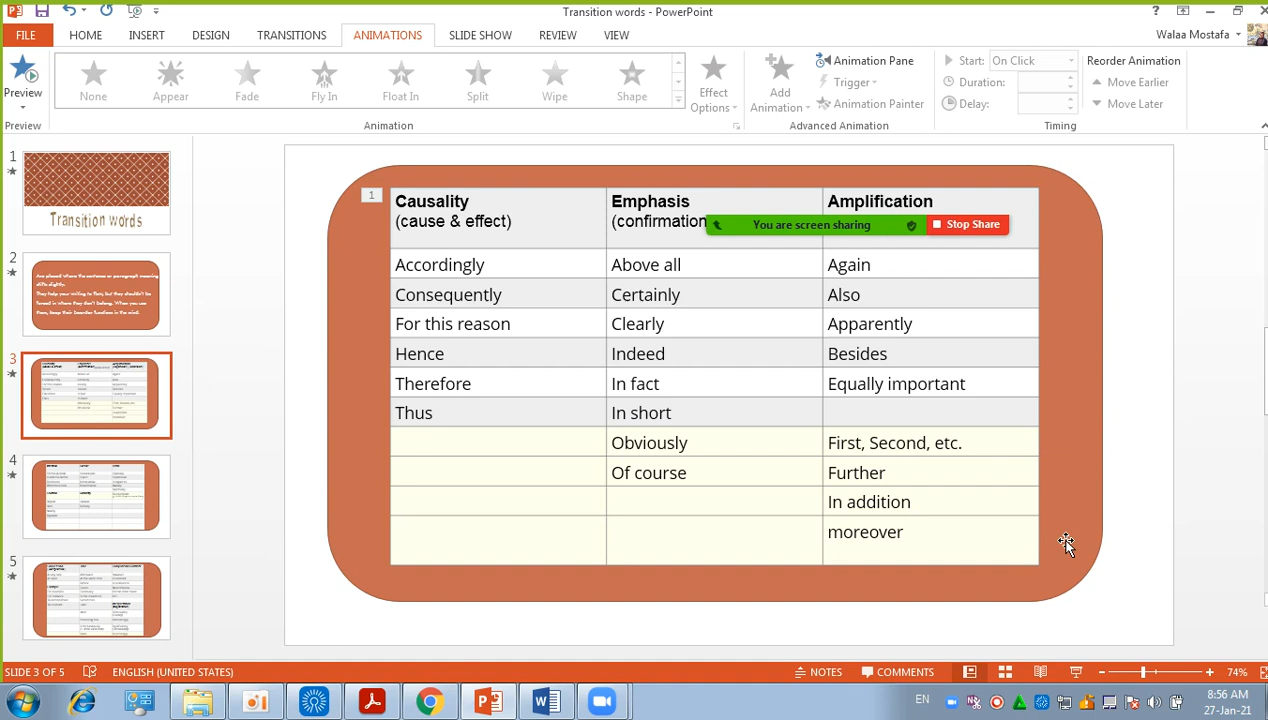 Transition words - PowerPoint
FILE HOME INSERT DESIGN TRANSITIONS ANIMATIONS SLIDE SHOW REVIEW VIEW Walaa Mostafa
Preview None Appear Fade Fly In Float In Split Wipe Shape Effect Options Add Animation
Animation Pane
Trigger
Animation Painter
Start: On Click
Duration:
Delay:
Reorder Animation
Move Earlier
Move Later
Preview Animation Advanced Animation Timing
1
Transition words
2
3
4
5
1
Causality Emphasis Amplification
(cause & effect) (confirmation
You are screen sharing Stop Share
Accordingly Above all Again
Consequently Certainly Also
For this reason Clearly Apparently
Hence Indeed Besides
Therefore In fact Equally important
Thus In short
Obviously First, Second, etc.
Of course Further
In addition
moreover
SLIDE 3 OF 5 ENGLISH (UNITED STATES) NOTES COMMENTS 74%
EN 8:56 AM
27-Jan-21